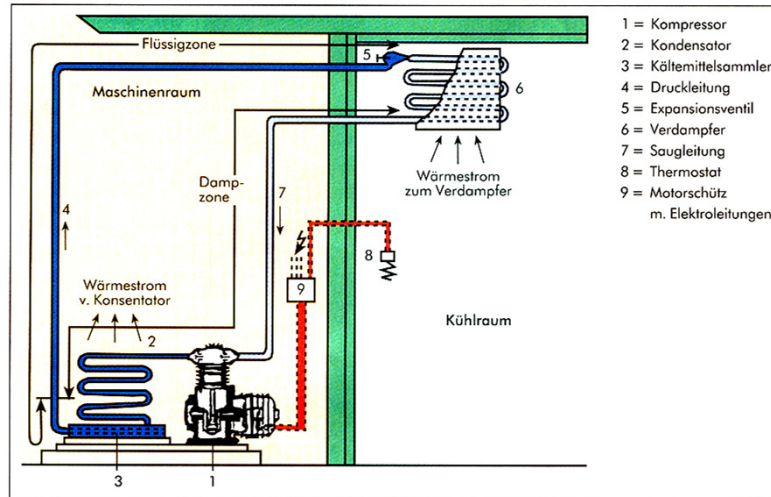 Flüssigzone
5
6
Maschinenraum
Wärmestrom
zum Verdampfer
Dampf-
zone
7
4
8
9
Wärmestrom
v. Konsentator
2
Kühlraum
3
1
1 = Kompressor
2 = Kondensator
3 = Kältemittelsammler
4 = Druckleitung
5 = Expansionsventil
6 = Verdampfer
7 = Saugleitung
8 = Thermostat
9 = Motorschütz
m. Elektroleitungen